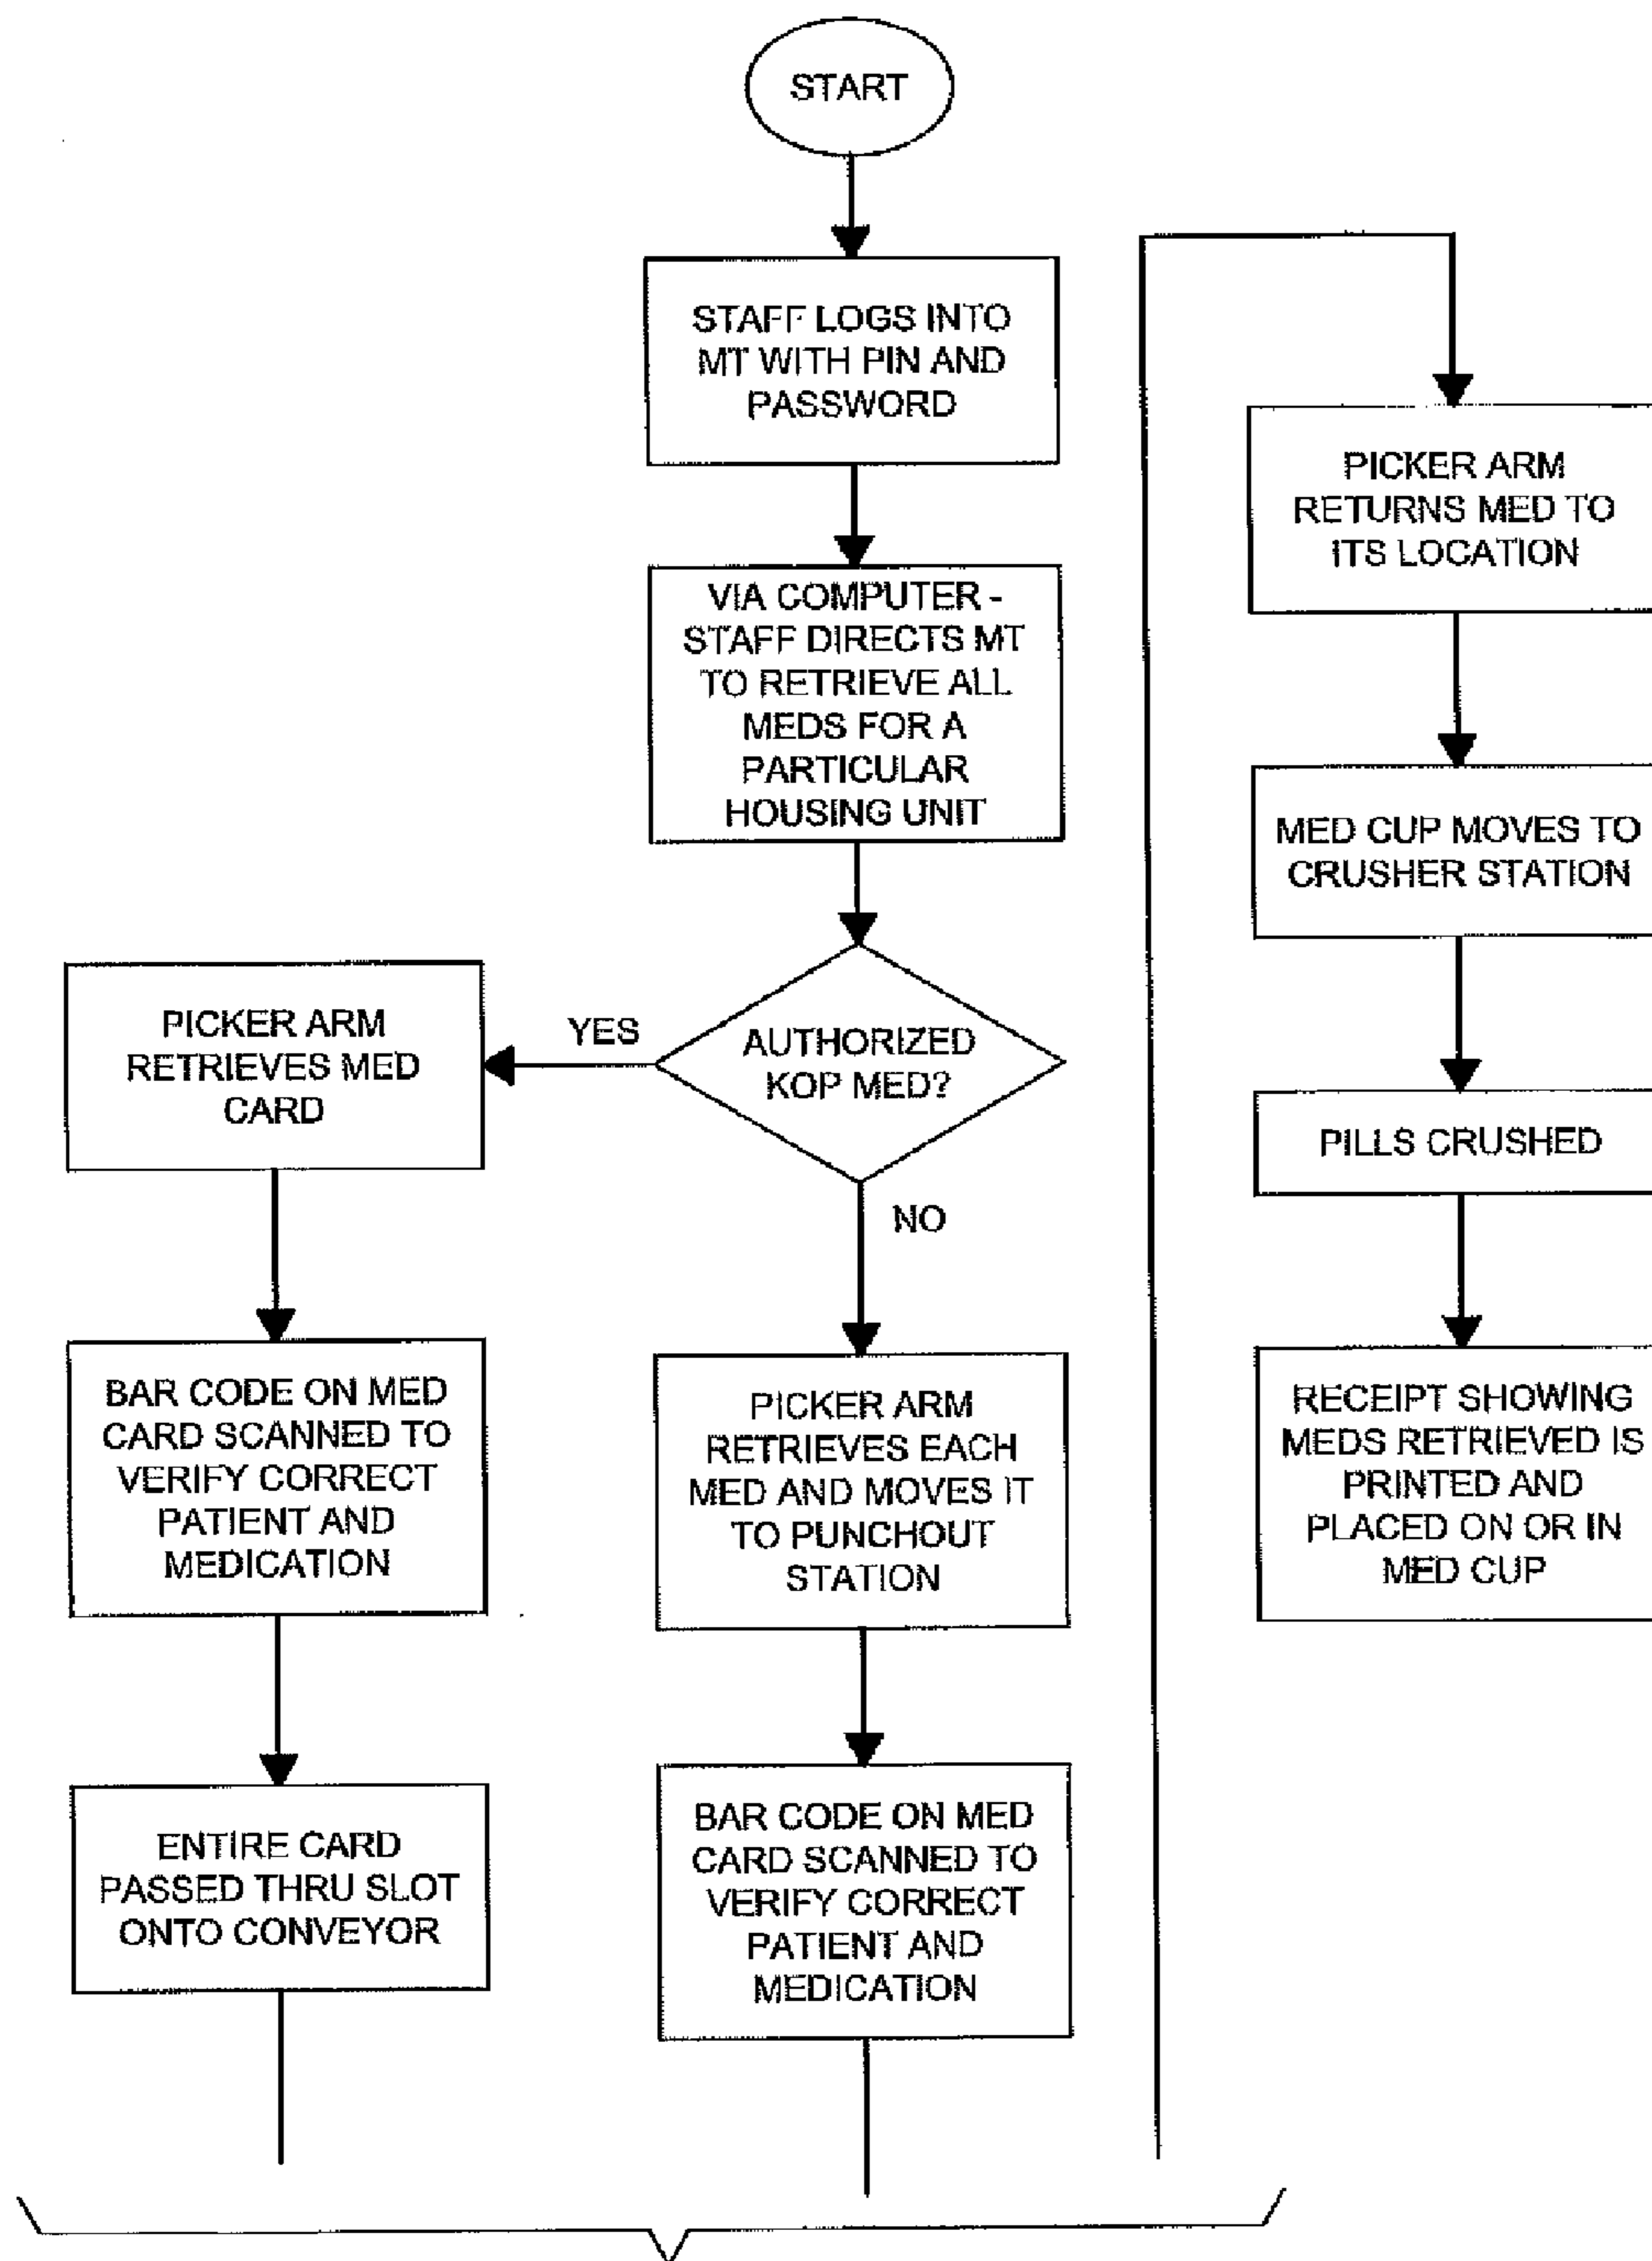 START
STAFF LOGS INTO
MT WITH PIN AND
PASSWORD
VIA COMPUTER -
STAFF DIRECTS MT
TO RETRIEVE ALL
MEDS FOR A
PARTICULAR
HOUSING UNIT
AUTHORIZED
KOP MED?
YES
PICKER ARM
RETRIEVES MED
CARD
BAR CODE ON MED
CARD SCANNED TO
VERIFY CORRECT
PATIENT AND
MEDICATION
ENTIRE CARD
PASSED THRU SLOT
ONTO CONVEYOR
NO
PICKER ARM
RETRIEVES EACH
MED AND MOVES IT
TO PUNCHOUT
STATION
BAR CODE ON MED
CARD SCANNED TO
VERIFY CORRECT
PATIENT AND
MEDICATION
PICKER ARM
RETURNS MED TO
ITS LOCATION
MED CUP MOVES TO
CRUSHER STATION
PILLS CRUSHED
RECEIPT SHOWING
MEDS RETRIEVED IS
PRINTED AND
PLACED ON OR IN
MED CUP